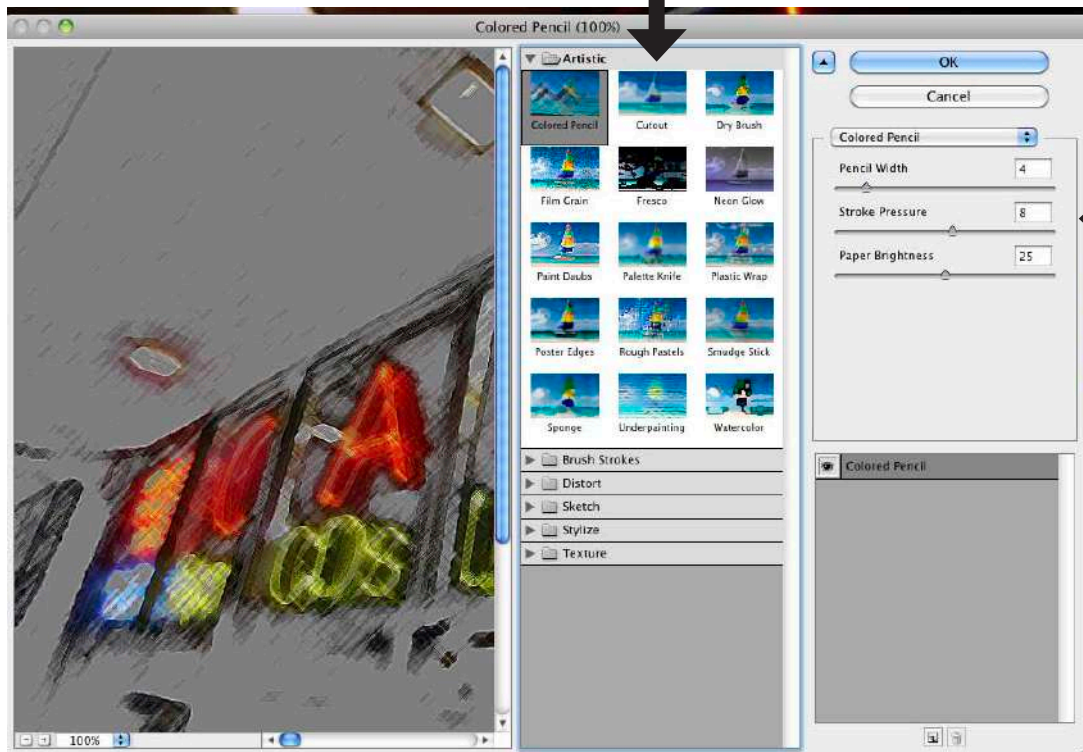 Colored Pencil (100%)
Artistic
Colored Pencil
Cutout
Dry Brush
Film Grain
Fresco
Neon Glow
Paint Daubs
Palette Knife
Plastic Wrap
Poster Edges
Rough Pastels
Smudge Stick
Sponge
Underpainting
Watercolor
Brush Strokes
Distort
Sketch
Stylize
Texture
OK
Cancel
Colored Pencil
Pencil Width 4
Stroke Pressure 8
Paper Brightness 25
Colored Pencil
100%